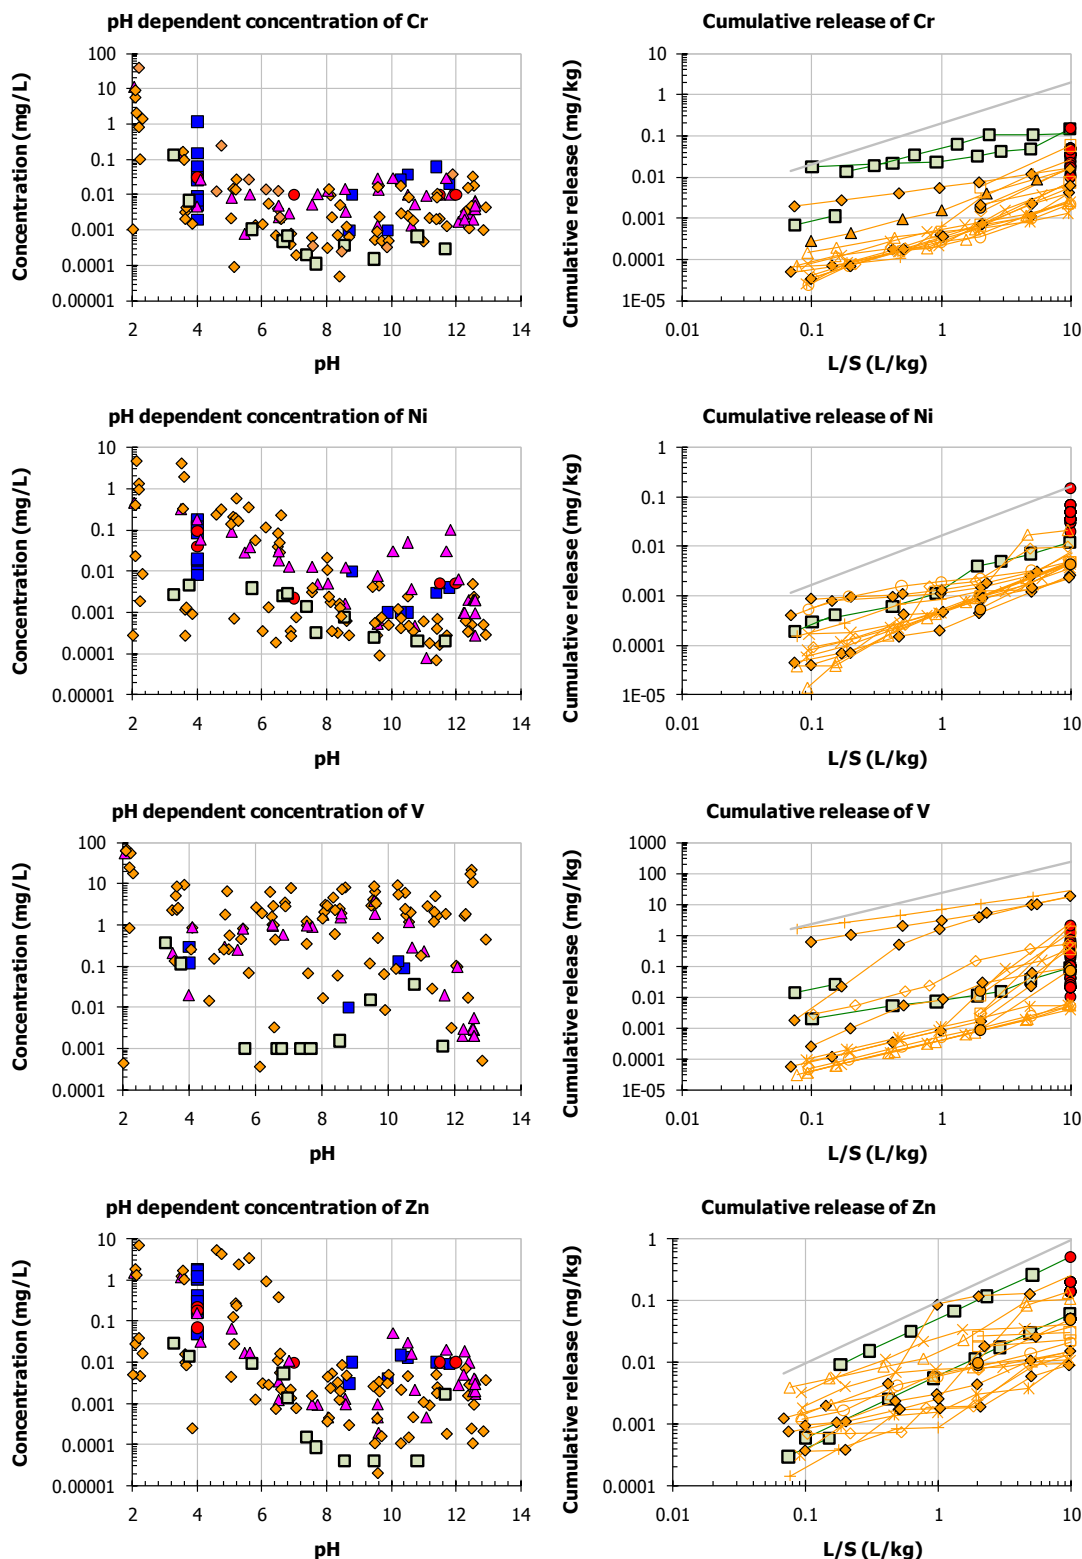 pH dependent concentration of Cr
Concentration (mg/L)
100
10
1
0.1
0.01
0.001
0.0001
0.00001
2 4 6 8 10 12 14
pH
Cumulative release of Cr
Cumulative release (mg/kg)
10
1
0.1
0.01
0.001
0.0001
1E-05
0.01 0.1 1 10
L/S (L/kg)
pH dependent concentration of Ni
Concentration (mg/L)
10
1
0.1
0.01
0.001
0.0001
0.00001
2 4 6 8 10 12 14
pH
Cumulative release of Ni
Cumulative release (mg/kg)
1
0.1
0.01
0.001
0.0001
1E-05
0.01 0.1 1 10
L/S (L/kg)
pH dependent concentration of V
Concentration (mg/L)
100
10
1
0.1
0.01
0.001
0.0001
2 4 6 8 10 12 14
pH
Cumulative release of V
Cumulative release (mg/kg)
1000
100
10
1
0.1
0.01
0.001
0.0001
1E-05
0.01 0.1 1 10
L/S (L/kg)
pH dependent concentration of Zn
Concentration (mg/L)
10
1
0.1
0.01
0.001
0.0001
0.00001
2 4 6 8 10 12 14
pH
Cumulative release of Zn
Cumulative release (mg/kg)
1
0.1
0.01
0.001
0.0001
0.01 0.1 1 10
L/S (L/kg)